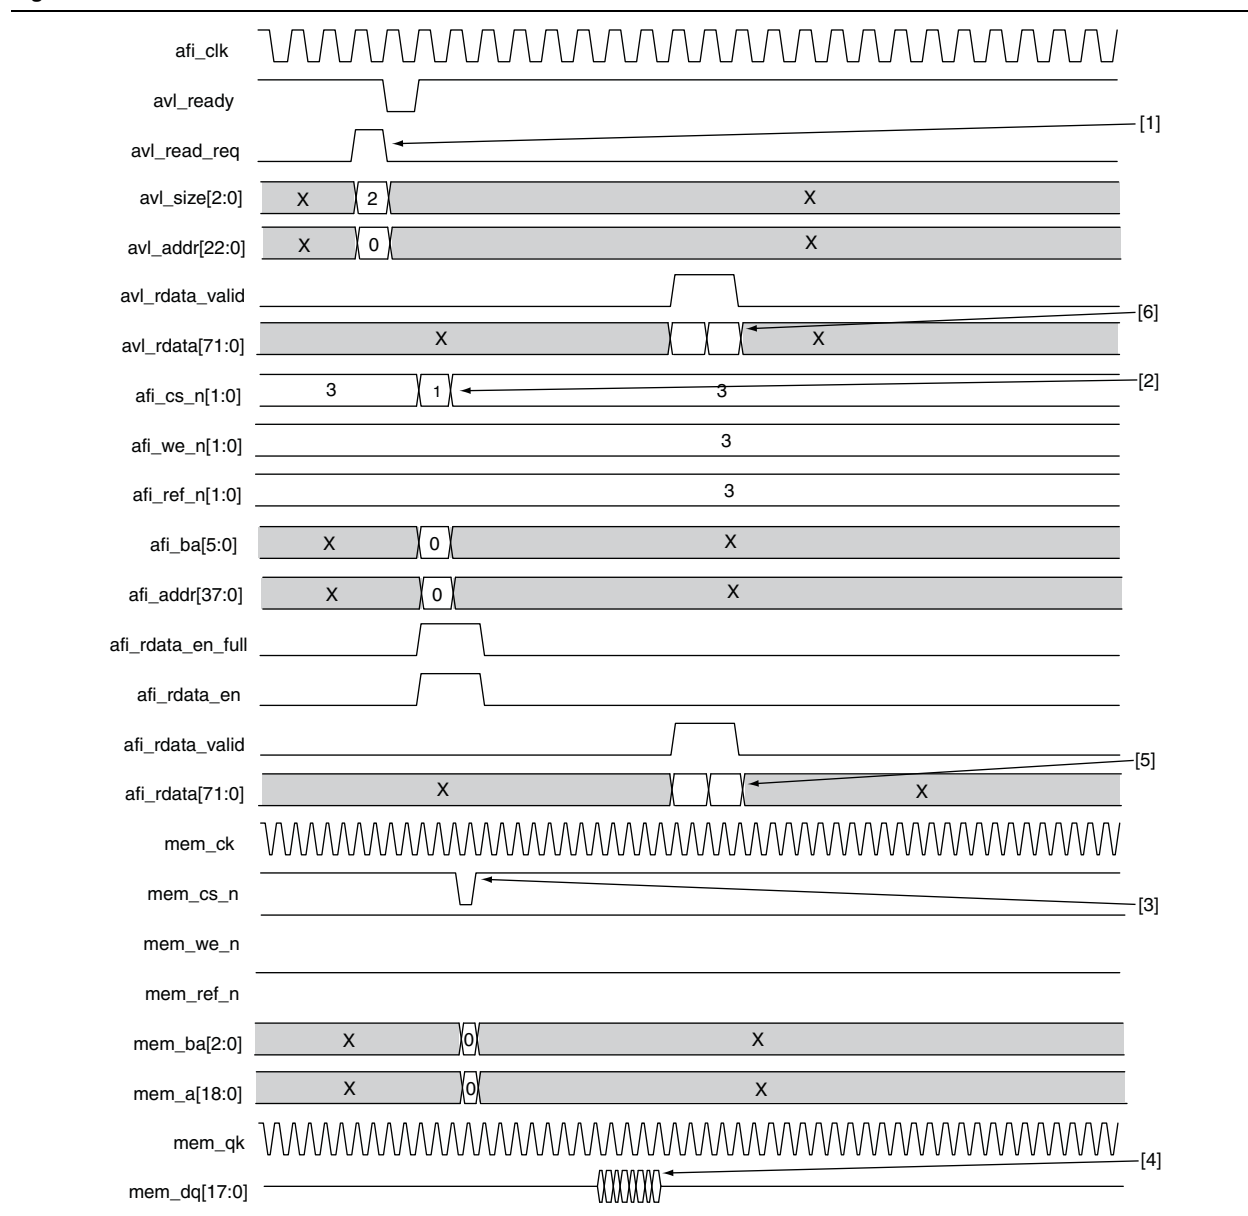 afi_clk
avl_ready
[1]
avl_read_req
avl_size[2:0] X 2 X
avl_addr[22:0] X 0 X
avl_rdata_valid
[6]
avl_rdata[71:0] X X
afi_cs_n[1:0] 3 1 3 [2]
afi_we_n[1:0] 3
afi_ref_n[1:0] 3
afi_ba[5:0] X 0 X
afi_addr[37:0] X 0 X
afi_rdata_en_full
afi_rdata_en
afi_rdata_valid
[5]
afi_rdata[71:0] X X
mem_ck
mem_cs_n
[3]
mem_we_n
mem_ref_n
mem_ba[2:0] X 0 X
mem_a[18:0] X 0 X
mem_qk
[4]
mem_dq[17:0]